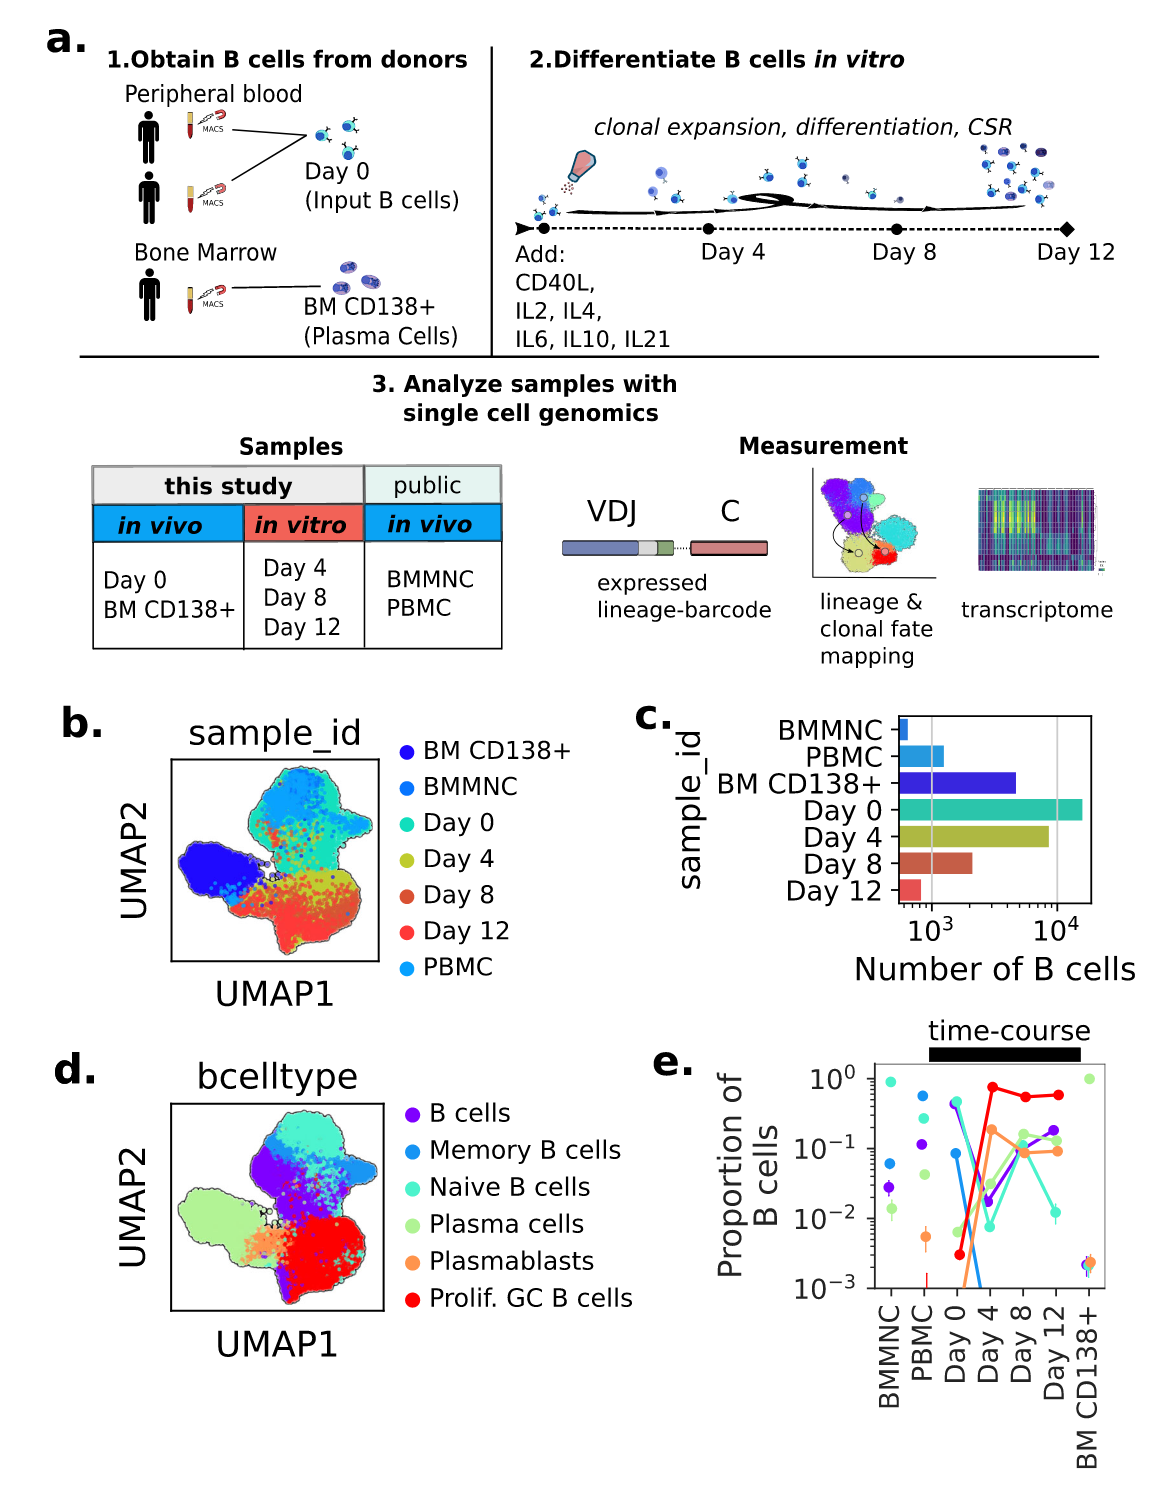 a.
1.Obtain B cells from donors
Peripheral blood
MACS
MACS
Day 0
(Input B cells)
Bone Marrow
MACS
BM CD138+
(Plasma Cells)
2.Differentiate B cells in vitro
clonal expansion, differentiation, CSR
Add:
CD40L,
IL2, IL4,
IL6, IL10, IL21
Day 4
Day 8
Day 12
3. Analyze samples with
single cell genomics
Samples
this study
public
in vivo
in vitro
in vivo
Day 0
BM CD138+
Day 4
Day 8
Day 12
BMMNC
PBMC
Measurement
VDJ
C
expressed
lineage-barcode
lineage &
clonal fate
mapping
transcriptome
b.
sample_id
UMAP2
UMAP1
BM CD138+
BMMNC
Day 0
Day 4
Day 8
Day 12
PBMC
c.
sample_id
BMMNC
PBMC
BM CD138+
Day 0
Day 4
Day 8
Day 12
10³
10⁴
Number of B cells
d.
bcelltype
UMAP2
UMAP1
B cells
Memory B cells
Naive B cells
Plasma cells
Plasmablasts
Prolif. GC B cells
e.
time-course
Proportion of
B cells
10⁰
10⁻¹
10⁻²
10⁻³
BMMNC
PBMC
Day 0
Day 4
Day 8
Day 12
BM CD138+